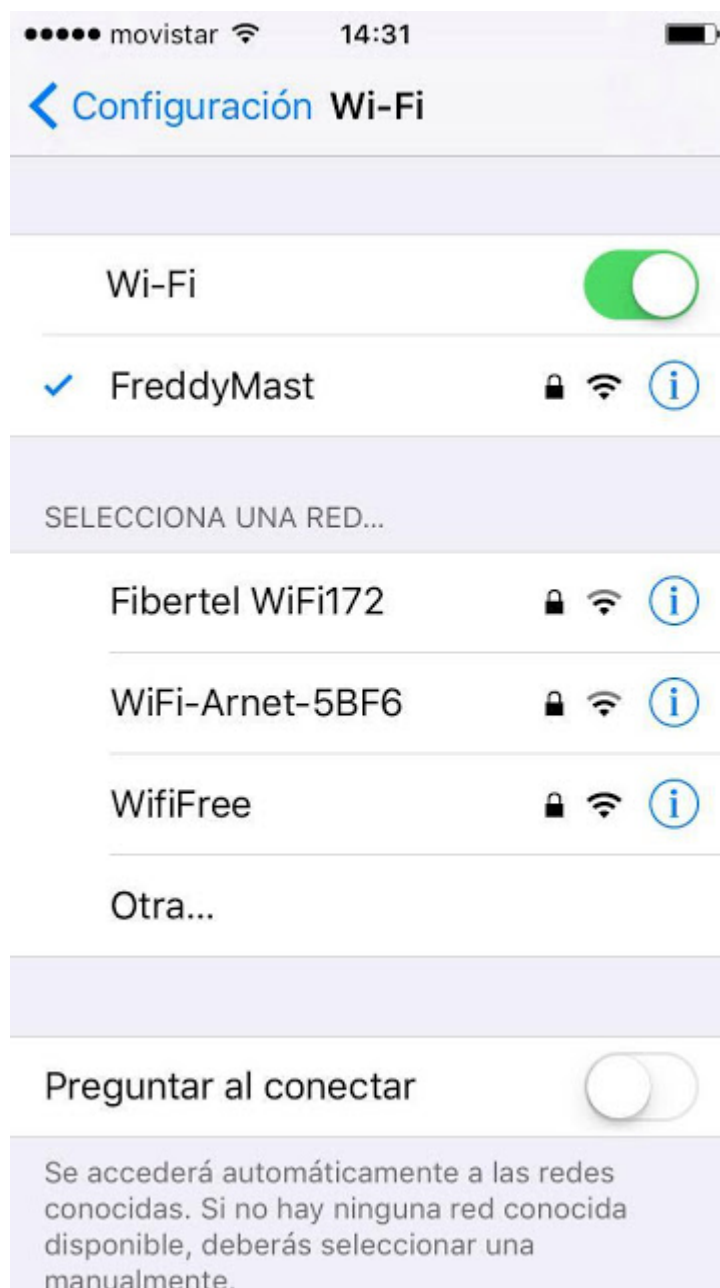 movistar 14:31
Configuración Wi-Fi
Wi-Fi
FreddyMast
SELECCIONA UNA RED...
Fibertel WiFi172
WiFi-Arnet-5BF6
WifiFree
Otra...
Preguntar al conectar
Se accederá automáticamente a las redes
conocidas. Si no hay ninguna red conocida
disponible, deberás seleccionar una
manualmente.